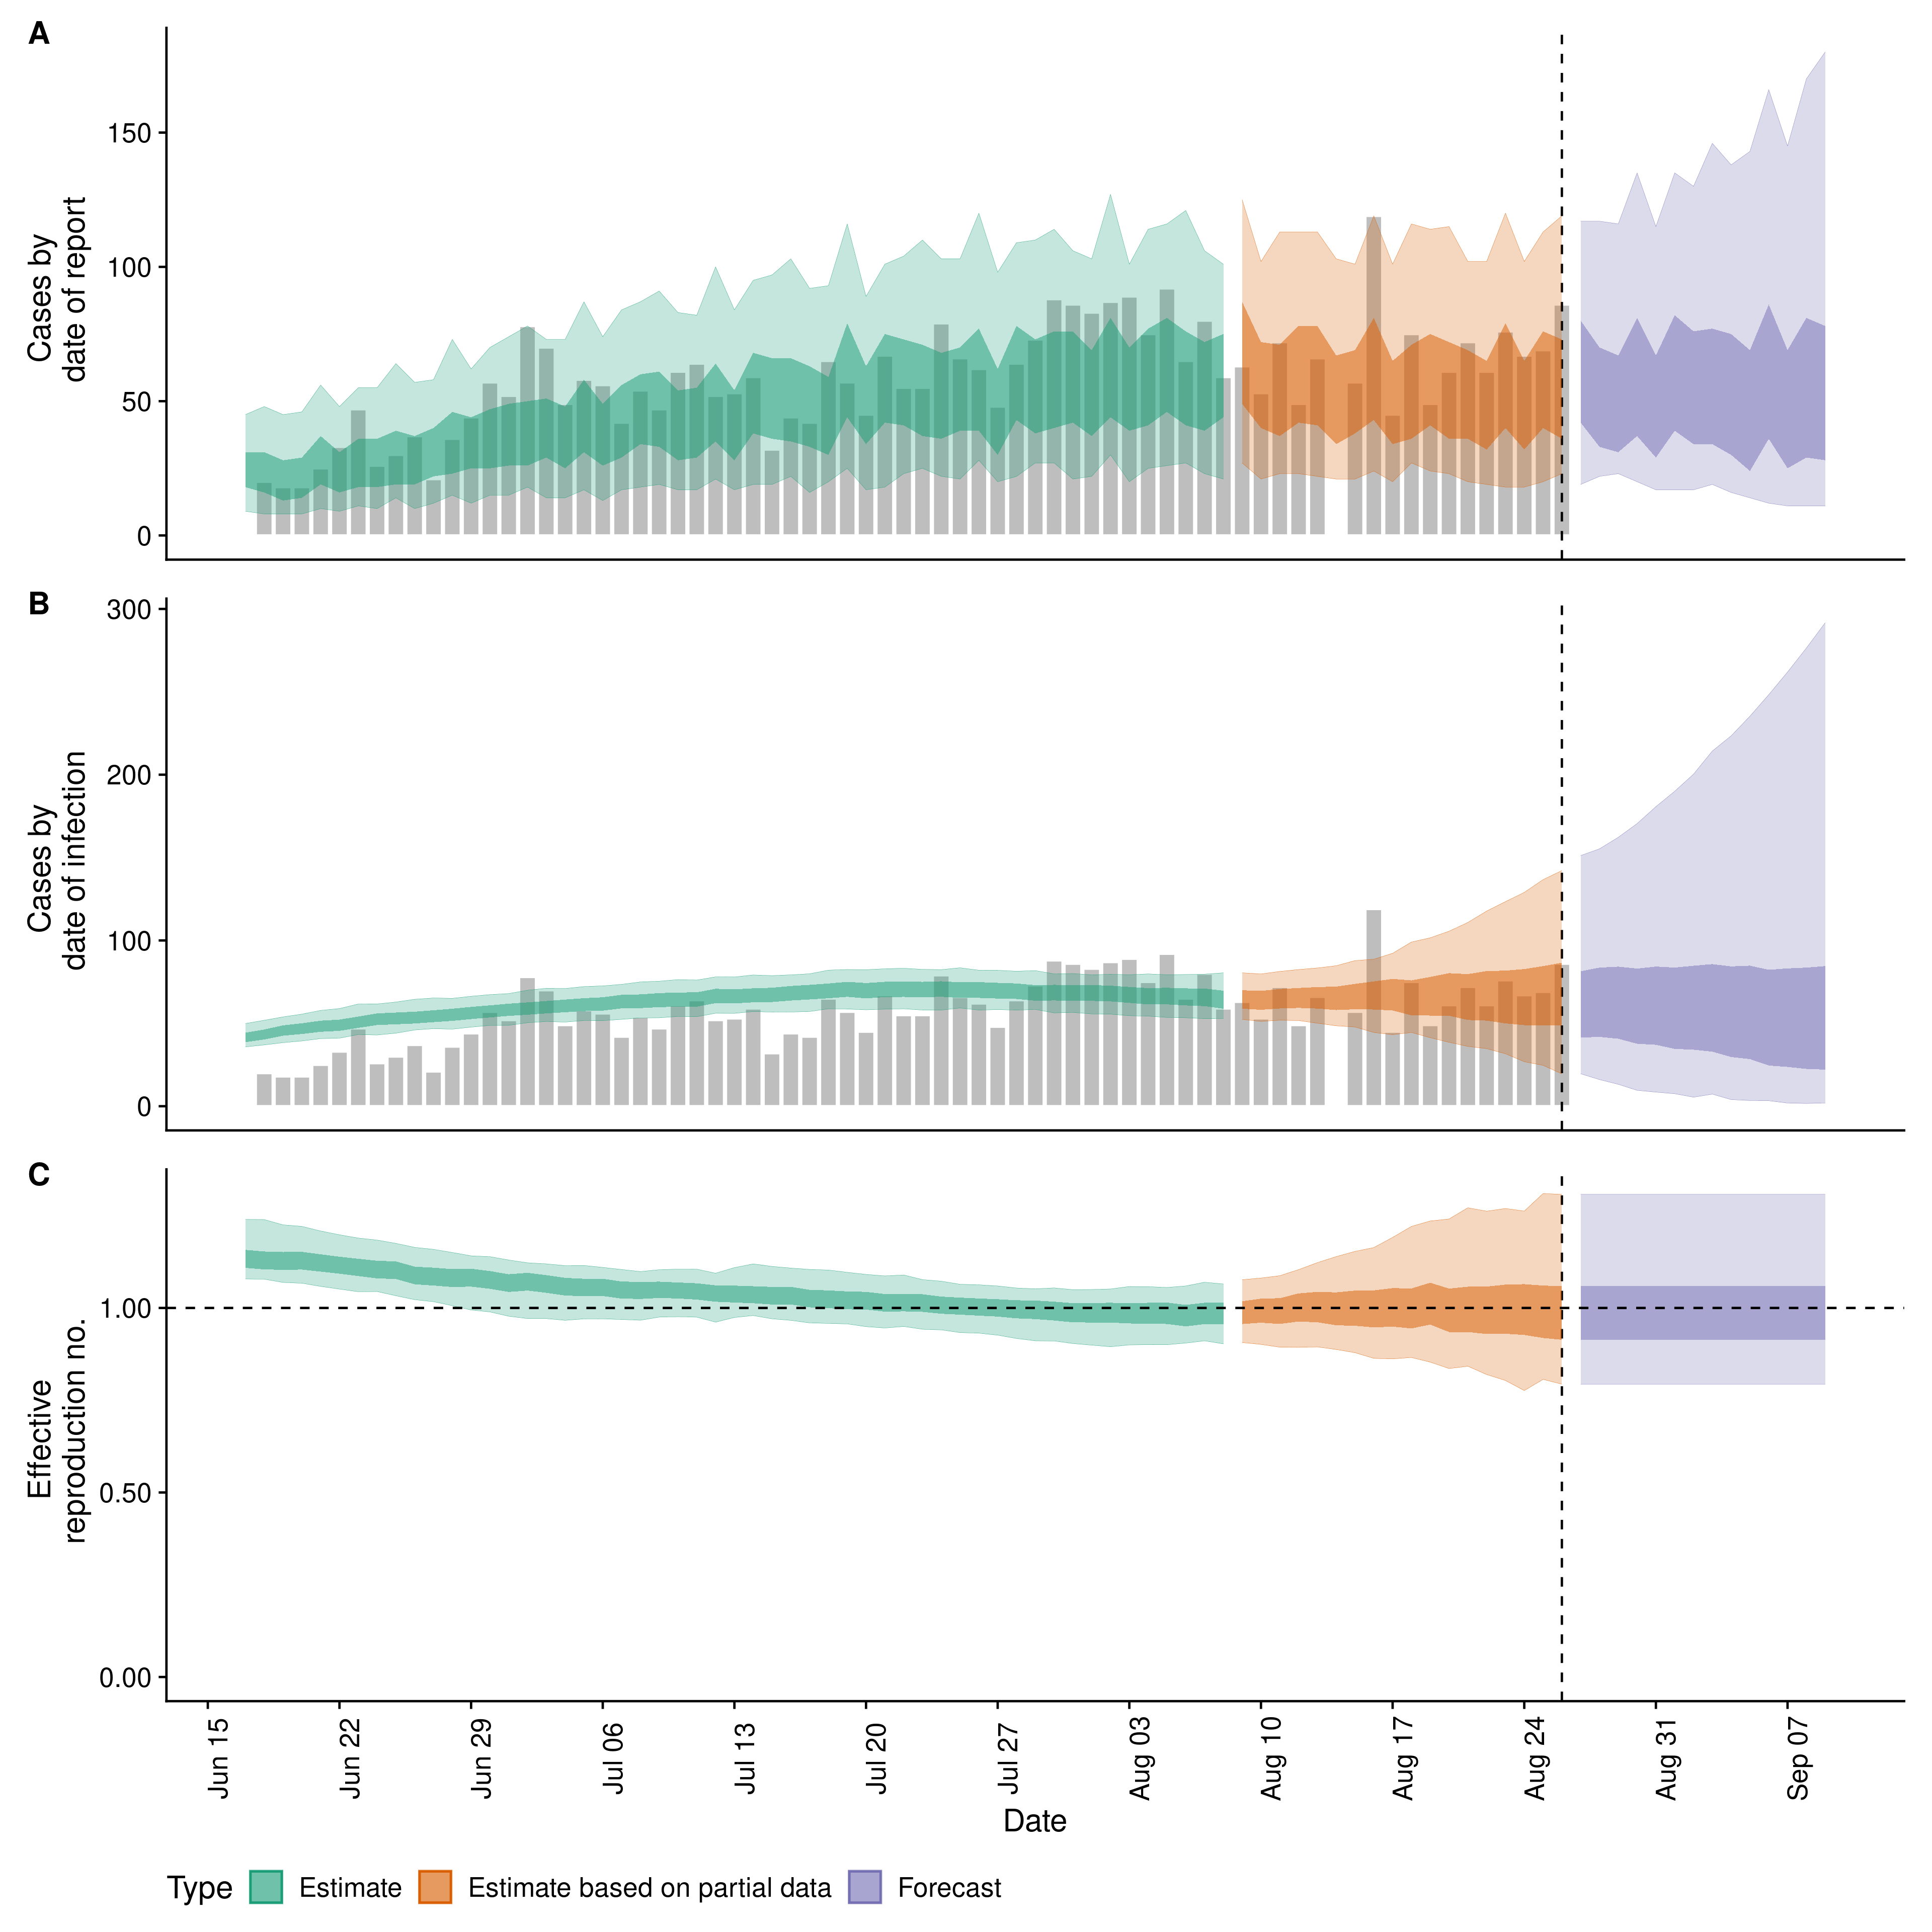 A
Cases by
date of report
150
100
50
0
B
Cases by
date of infection
300
200
100
0
C
Effective
reproduction no.
1.00
0.50
0.00
Jun 15
Jun 22
Jun 29
Jul 06
Jul 13
Jul 20
Jul 27
Aug 03
Aug 10
Aug 17
Aug 24
Aug 31
Sep 07
Date
Type Estimate Estimate based on partial data Forecast